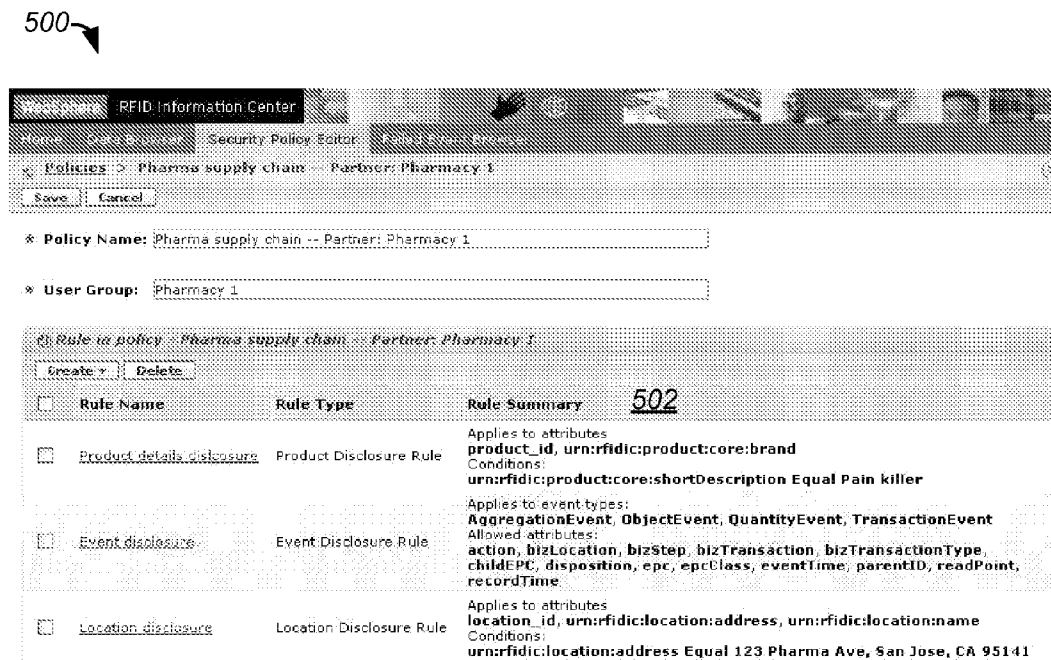 500
WebSphere RFID Information Center
Home Data Browser Security Policy Editor
Policies > Pharma supply chain -- Partner: Pharmacy 1
Save Cancel
* Policy Name: Pharma supply chain -- Partner: Pharmacy 1
* User Group: Pharmacy 1
Rule in policy - Pharma supply chain -- Partner: Pharmacy 1
Create Delete
Rule Name Rule Type Rule Summary 502
Applies to attributes
product_id, urn:rfidic:product:core:brand
Product details disclosure Product Disclosure Rule
Conditions:
urn:rfidic:product:core:shortDescription Equal Pain killer
Applies to event types:
AggregationEvent, ObjectEvent, QuantityEvent, TransactionEvent
Allowed attributes:
Event disclosure Event Disclosure Rule
action, bizLocation, bizStep, bizTransaction, bizTransactionType,
childEPC, disposition, epc, epcClass, eventTime, parentID, readPoint,
recordTime
Applies to attributes
location_id, urn:rfidic:location:address, urn:rfidic:location:name
Location disclosure Location Disclosure Rule
Conditions:
urn:rfidic:location:address Equal 123 Pharma Ave, San Jose, CA 95141